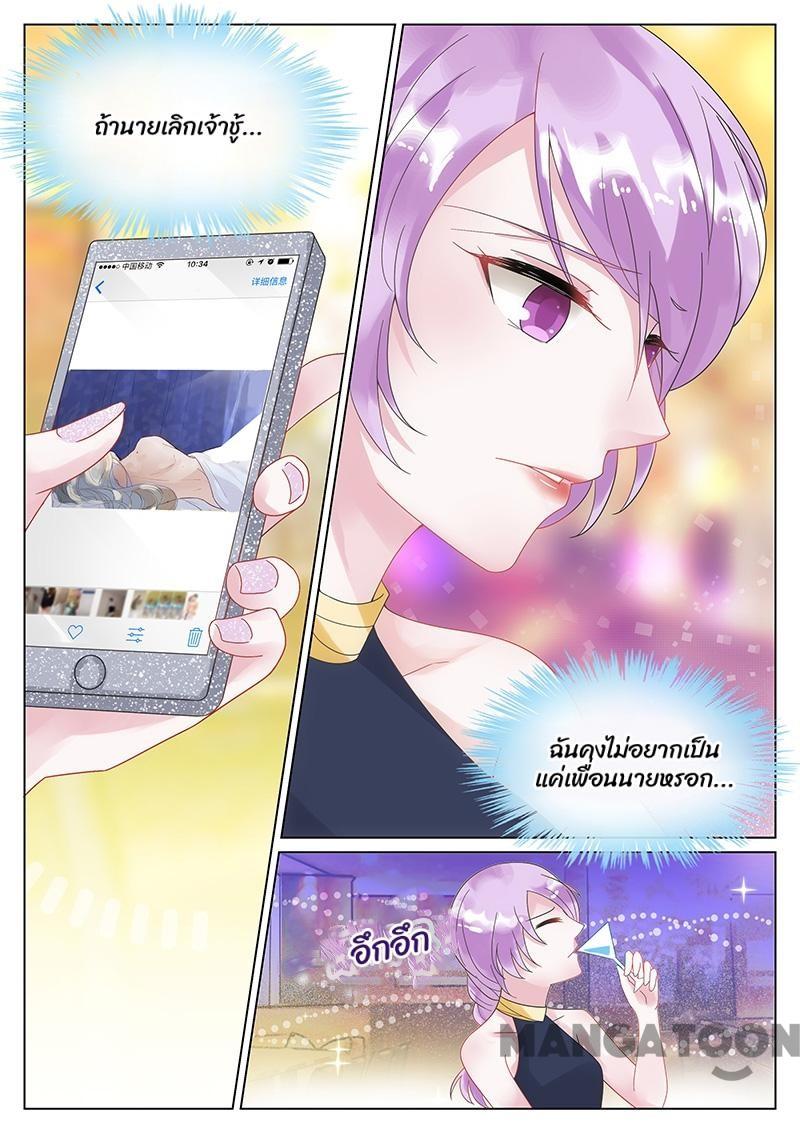 ถ้านายเลิกเจ้าชู้...
中国移动
10:34
详细信息
ฉันคงไม่อยากเป็น
แค่เพื่อนนายหรอก...
อึกอึก
MANGATOON